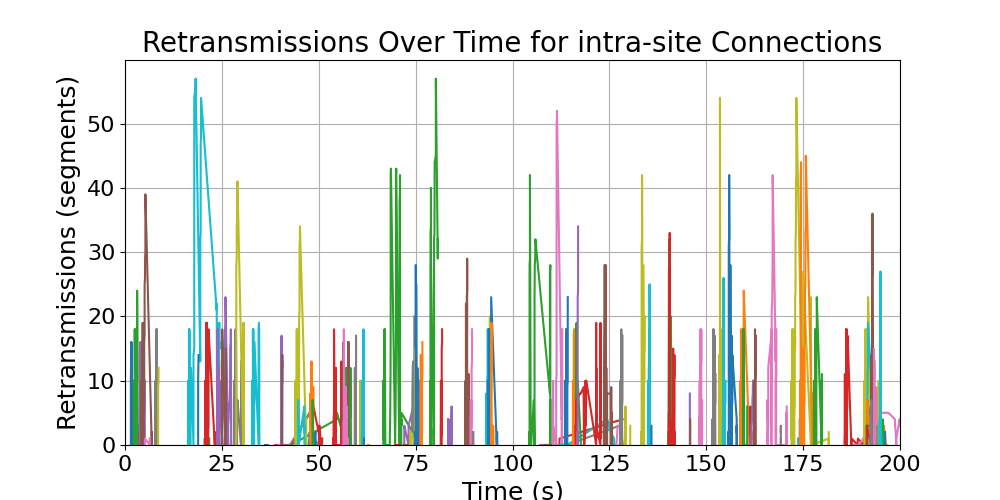 Retransmissions Over Time for intra-site Connections
Retransmissions (segments)
50
40
30
20
10
0
0 25 50 75 100 125 150 175 200
Time (s)